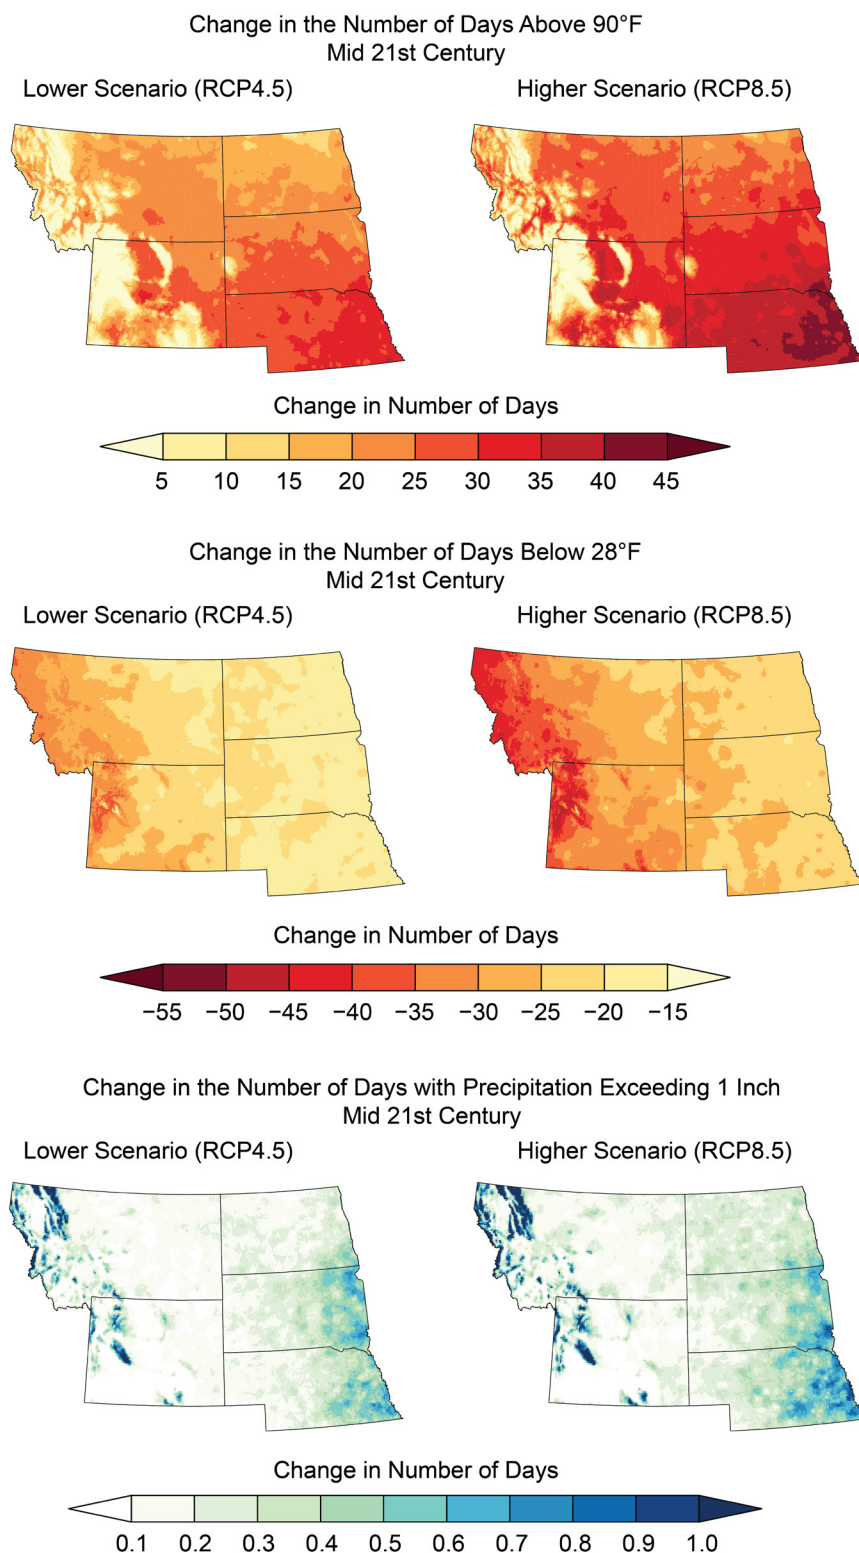 Change in the Number of Days Above 90°F
Mid 21st Century
Lower Scenario (RCP4.5)
Higher Scenario (RCP8.5)
Change in Number of Days
5 10 15 20 25 30 35 40 45
Change in the Number of Days Below 28°F
Mid 21st Century
Lower Scenario (RCP4.5)
Higher Scenario (RCP8.5)
Change in Number of Days
−55 −50 −45 −40 −35 −30 −25 −20 −15
Change in the Number of Days with Precipitation Exceeding 1 Inch
Mid 21st Century
Lower Scenario (RCP4.5)
Higher Scenario (RCP8.5)
Change in Number of Days
0.1 0.2 0.3 0.4 0.5 0.6 0.7 0.8 0.9 1.0